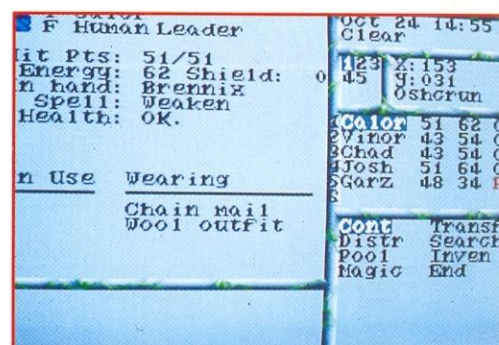 F Human Leader
Hit Pts: 51/51
Energy: 62 Shield: 0
n hand: Brennix
Spell: Weaken
Health: OK.
n Use Wearing
Chain mail
Wool outfit
Oct 24 14:55
Clear
123 X:153
45 Y:031
Oshcrun
Calor 51 62
Vinor 43 54
Chad 43 54
Josh 51 64
Garz 48 34
Cont Transf
Distr Search
Pool Inven
Magic End